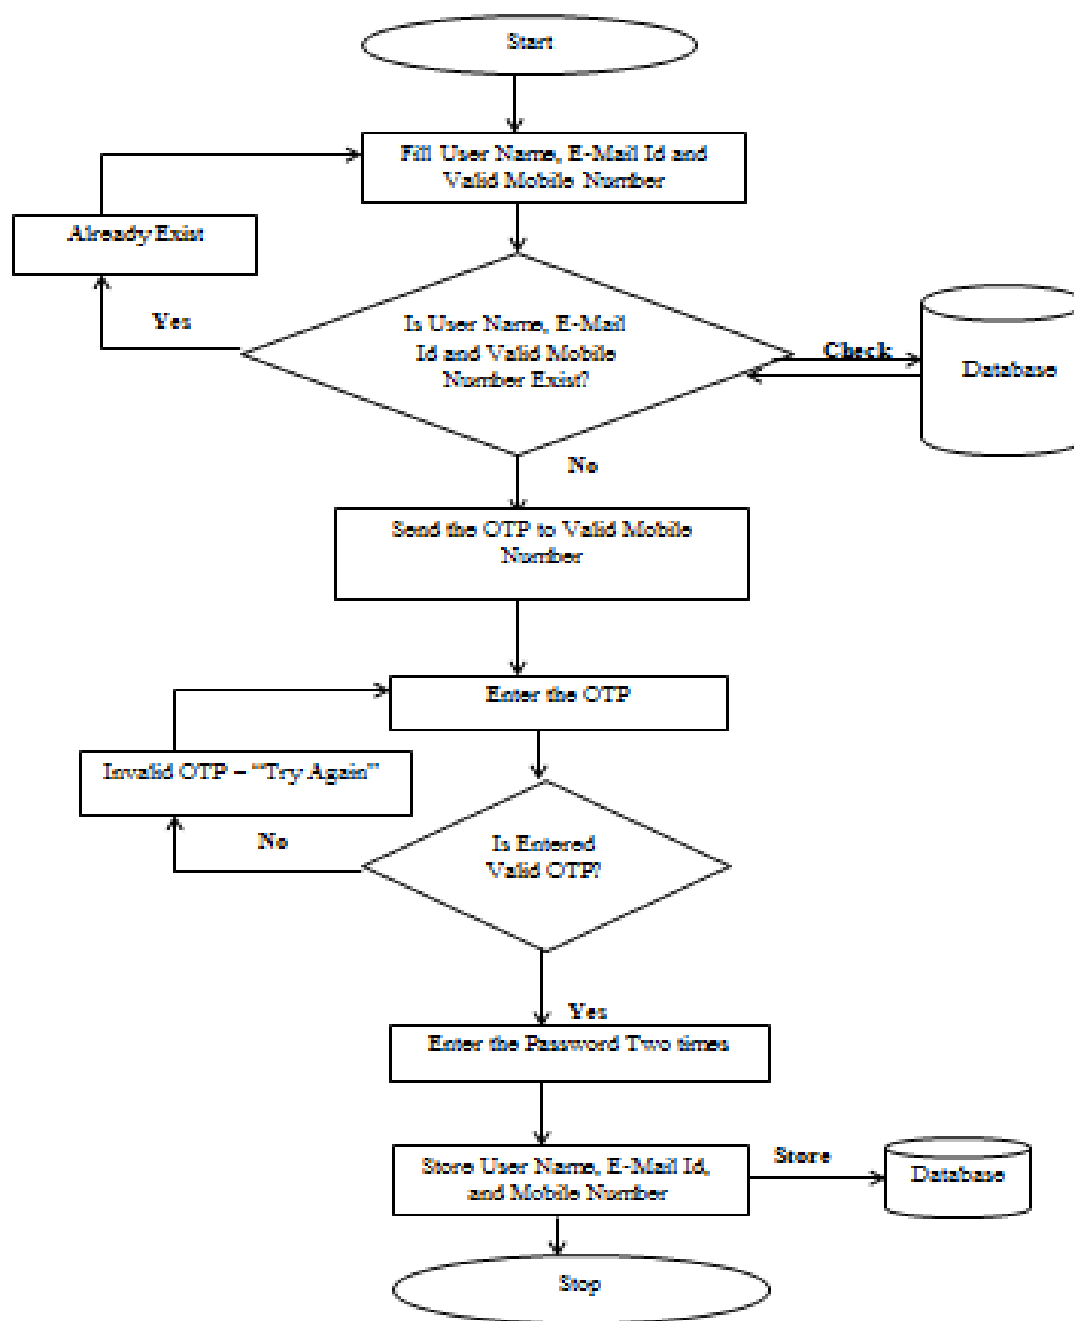 Start
Fill User Name, E-Mail Id and
Valid Mobile Number
Already Exist
Yes
Is User Name, E-Mail
Id and Valid Mobile
Number Exist?
Check
Database
No
Send the OTP to Valid Mobile
Number
Enter the OTP
Invalid OTP – “Try Again”
No
Is Entered
Valid OTP?
Yes
Enter the Password Two times
Store User Name, E-Mail Id,
and Mobile Number
Store
Database
Stop